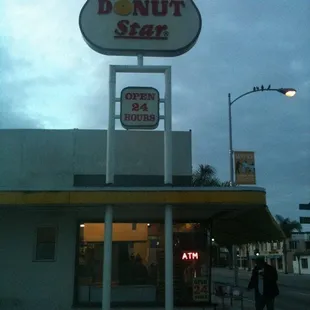 DONUT
Star
OPEN
24
HOURS
ATM